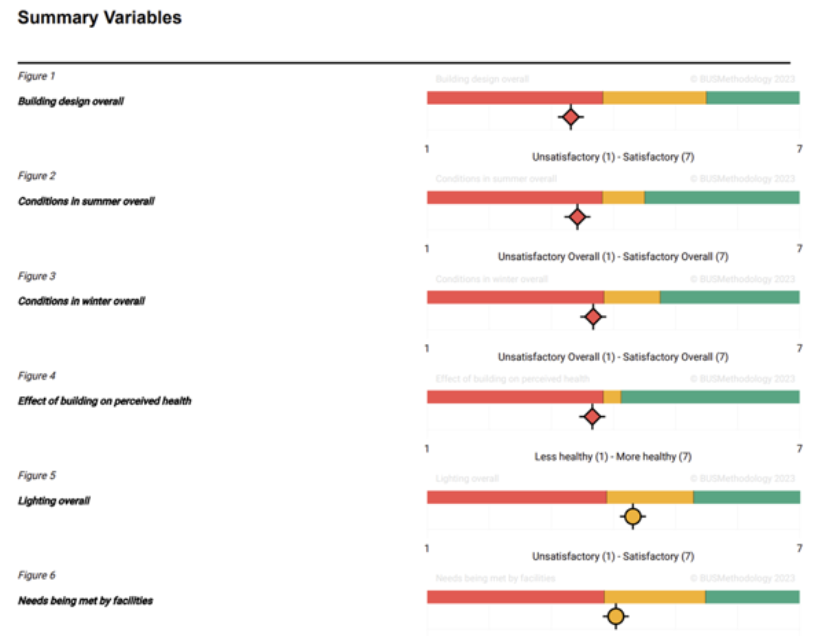 Summary Variables
Figure 1
Building design overall © BUSMethodology 2023
Building design overall
1 7
Unsatisfactory (1) - Satisfactory (7)
Figure 2
Conditions in summer overall © BUSMethodology 2023
Conditions in summer overall
1 7
Unsatisfactory Overall (1) - Satisfactory Overall (7)
Figure 3
Conditions in winter overall © BUSMethodology 2023
Conditions in winter overall
1 7
Unsatisfactory Overall (1) - Satisfactory Overall (7)
Figure 4
Effect of building on perceived health © BUSMethodology 2023
Effect of building on perceived health
1 7
Less healthy (1) - More healthy (7)
Figure 5
Lighting overall © BUSMethodology 2023
Lighting overall
1 7
Unsatisfactory (1) - Satisfactory (7)
Figure 6
Needs being met by facilities © BUSMethodology 2023
Needs being met by facilities